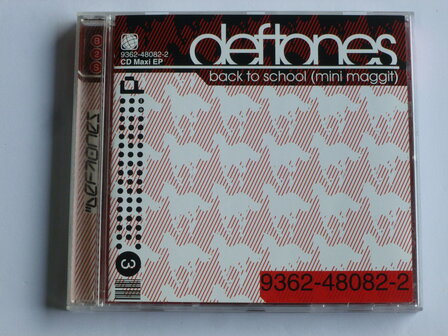 deftones
9362-48082-2
CD Maxi EP
back to school (mini maggit)
DEFTONES
3
9362-48082-2